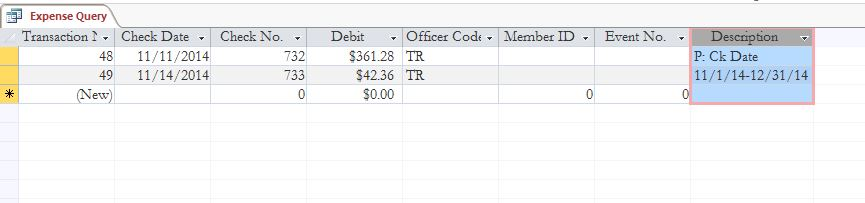 Expense Query
Transaction N Check Date Check No. Debit Officer Code Member ID Event No. Description
48 11/11/2014 732 $361.28 TR P: Ck Date
49 11/14/2014 733 $42.36 TR 11/1/14-12/31/14
* (New) 0 $0.00 0 0